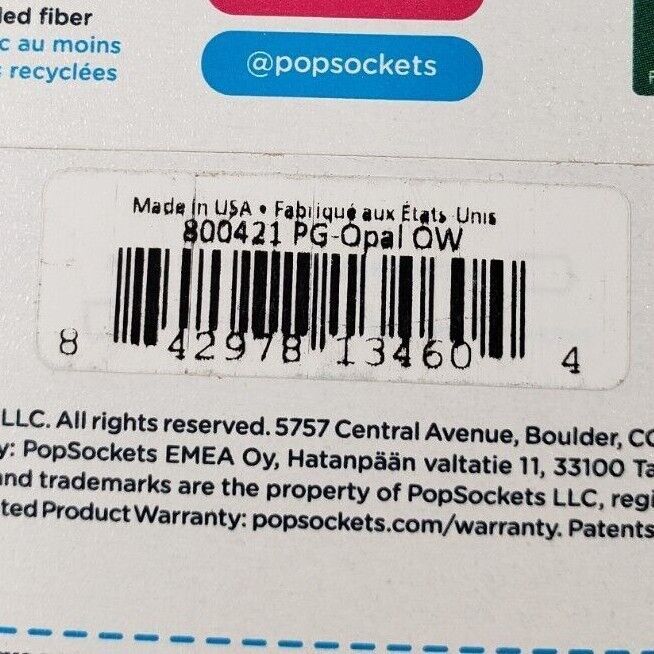 led fiber
c au moins
recyclées
@popsockets
Made in USA • Fabriqué aux États Unis
800421 PG-Opal OW
8 42978 13460 4
LLC. All rights reserved. 5757 Central Avenue, Boulder, CO
y: PopSockets EMEA Oy, Hatanpään valtatie 11, 33100 Ta
and trademarks are the property of PopSockets LLC, regi
ted Product Warranty: popsockets.com/warranty. Patents